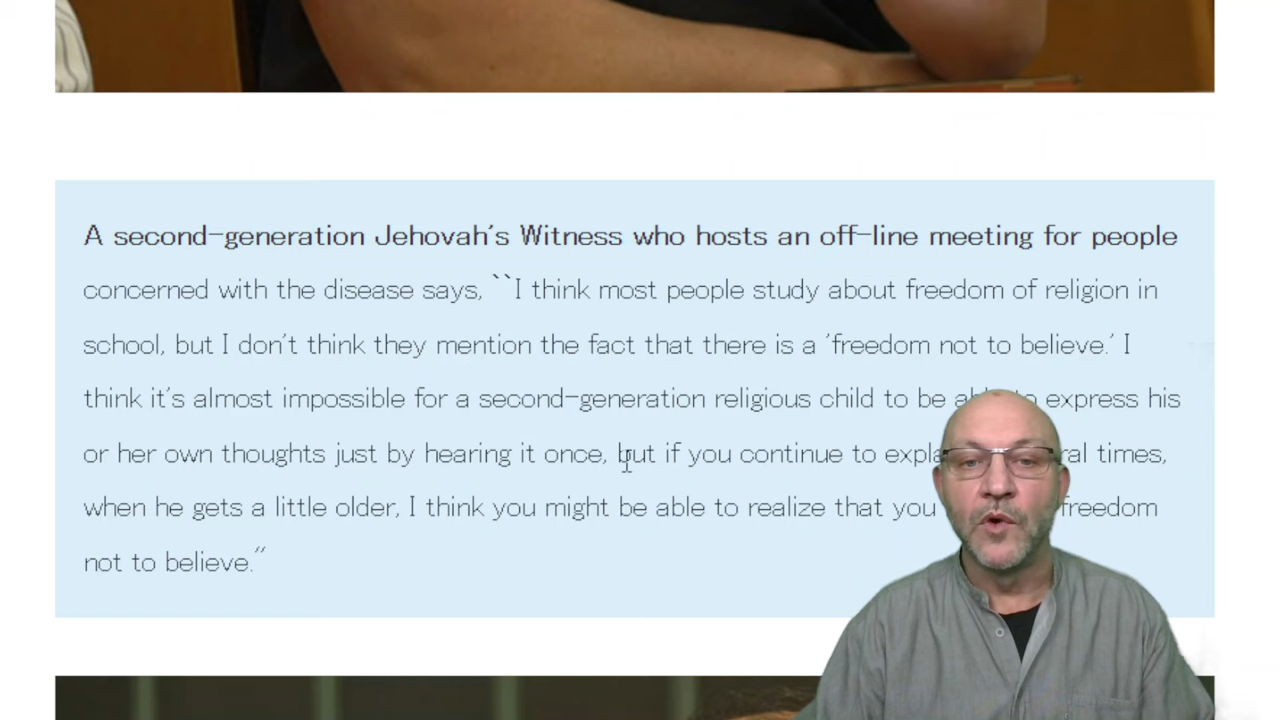 A second-generation Jehovah's Witness who hosts an off-line meeting for people
concerned with the disease says, ``I think most people study about freedom of religion in
school, but I don't think they mention the fact that there is a 'freedom not to believe.' I
think it's almost impossible for a second-generation religious child to be express his
or her own thoughts just by hearing it once, but if you continue to times,
when he gets a little older, I think you might be able to realize that you freedom
not to believe.”